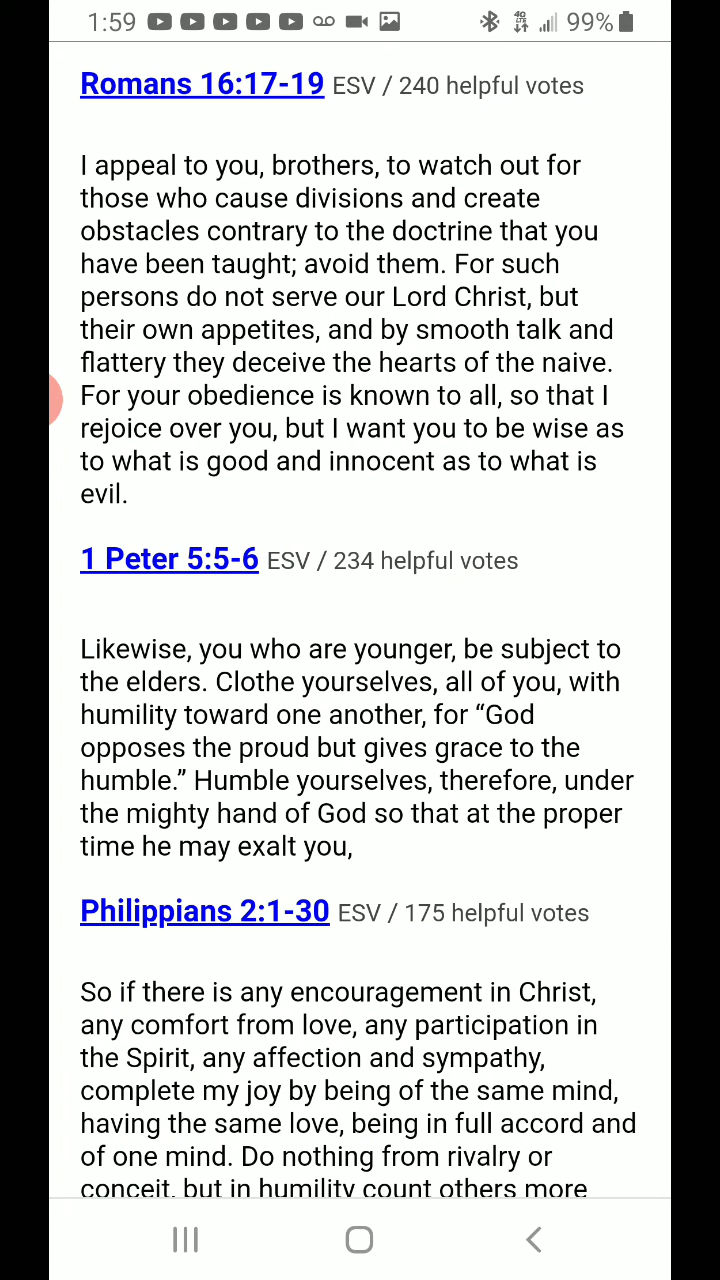 1:59 4G LTE 99%
Romans 16:17-19 ESV / 240 helpful votes
I appeal to you, brothers, to watch out for
those who cause divisions and create
obstacles contrary to the doctrine that you
have been taught; avoid them. For such
persons do not serve our Lord Christ, but
their own appetites, and by smooth talk and
flattery they deceive the hearts of the naive.
For your obedience is known to all, so that I
rejoice over you, but I want you to be wise as
to what is good and innocent as to what is
evil.
1 Peter 5:5-6 ESV / 234 helpful votes
Likewise, you who are younger, be subject to
the elders. Clothe yourselves, all of you, with
humility toward one another, for “God
opposes the proud but gives grace to the
humble.” Humble yourselves, therefore, under
the mighty hand of God so that at the proper
time he may exalt you,
Philippians 2:1-30 ESV / 175 helpful votes
So if there is any encouragement in Christ,
any comfort from love, any participation in
the Spirit, any affection and sympathy,
complete my joy by being of the same mind,
having the same love, being in full accord and
of one mind. Do nothing from rivalry or
conceit, but in humility count others more